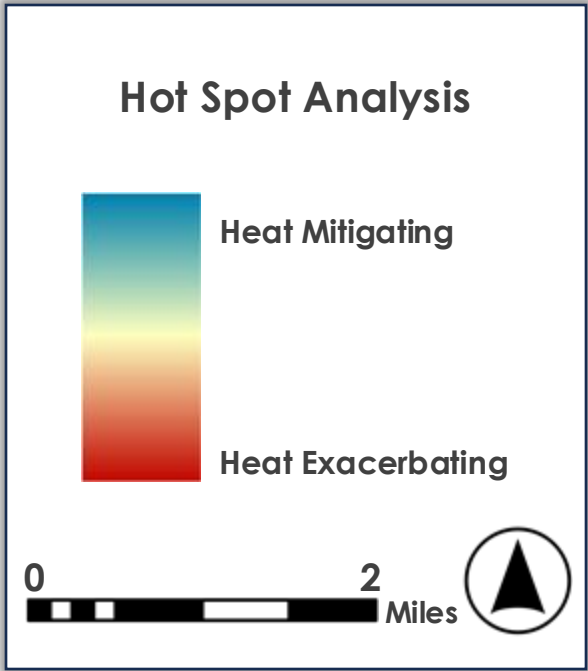 Hot Spot Analysis
Heat Mitigating
Heat Exacerbating
0 2
Miles